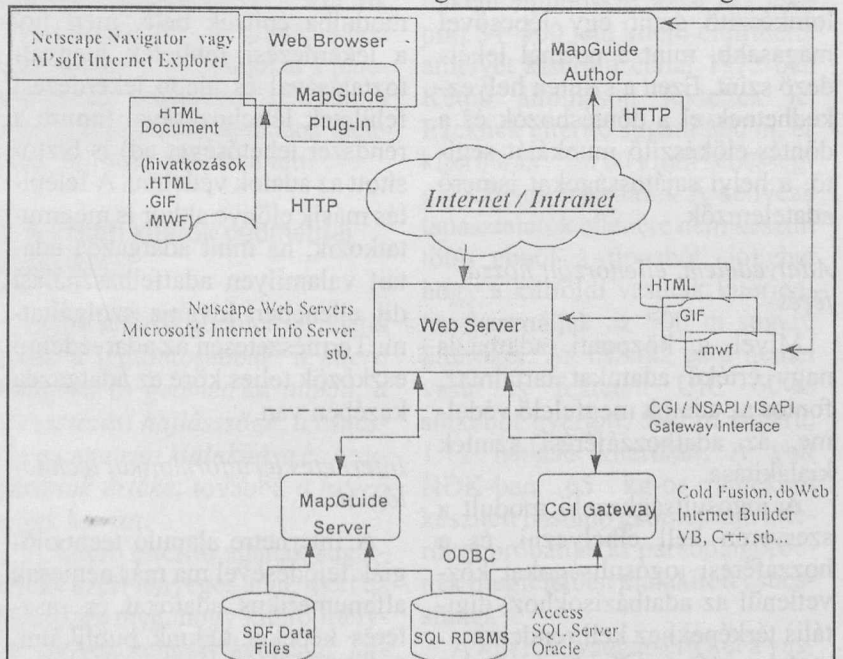 Netscape Navigator vagy
M'soft Internet Explorer
Web Browser
MapGuide
Plug-In
MapGuide
Author
HTTP
HTML
Document
(hivatkozás
.HTML
.GIF
.MWF)
HTTP
Internet / Intranet
Netscape Web Servers
Microsoft's Internet Info Server
stb.
Web Server
.HTML
.GIF
.mwf
CGI / NSAPI / ISAPI
Gateway Interface
MapGuide
Server
CGI Gateway
Cold Fusion, dbWeb
Internet Builder
VB, C++, stb...
ODBC
SDF Data
Files
SQL RDBMS
Access
SQL Server
Oracle